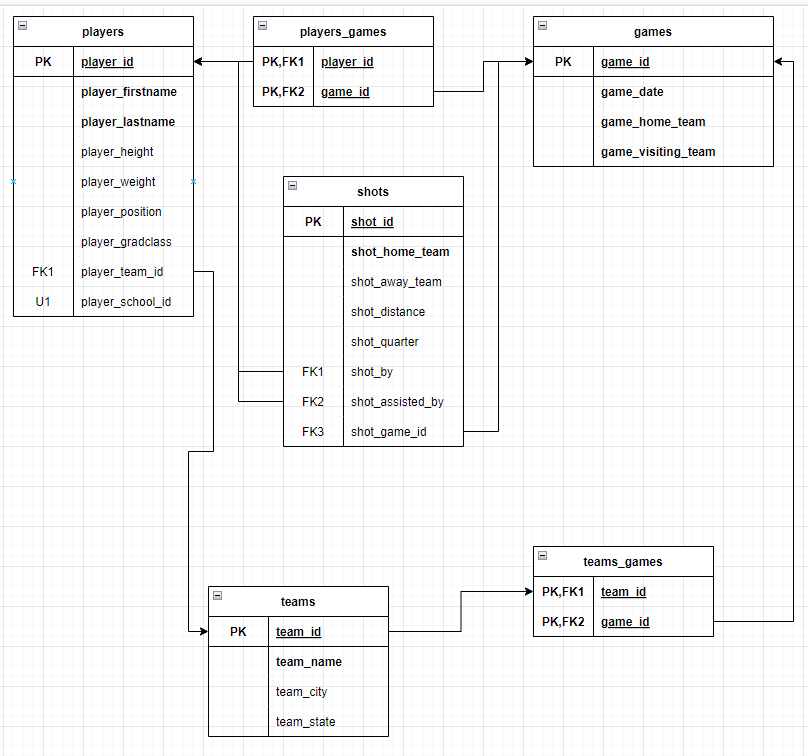 players
PK player_id
player_firstname
player_lastname
player_height
player_weight
player_position
player_gradclass
FK1 player_team_id
U1 player_school_id
players_games
PK,FK1 player_id
PK,FK2 game_id
games
PK game_id
game_date
game_home_team
game_visiting_team
shots
PK shot_id
shot_home_team
shot_away_team
shot_distance
shot_quarter
FK1 shot_by
FK2 shot_assisted_by
FK3 shot_game_id
teams
PK team_id
team_name
team_city
team_state
teams_games
PK,FK1 team_id
PK,FK2 game_id